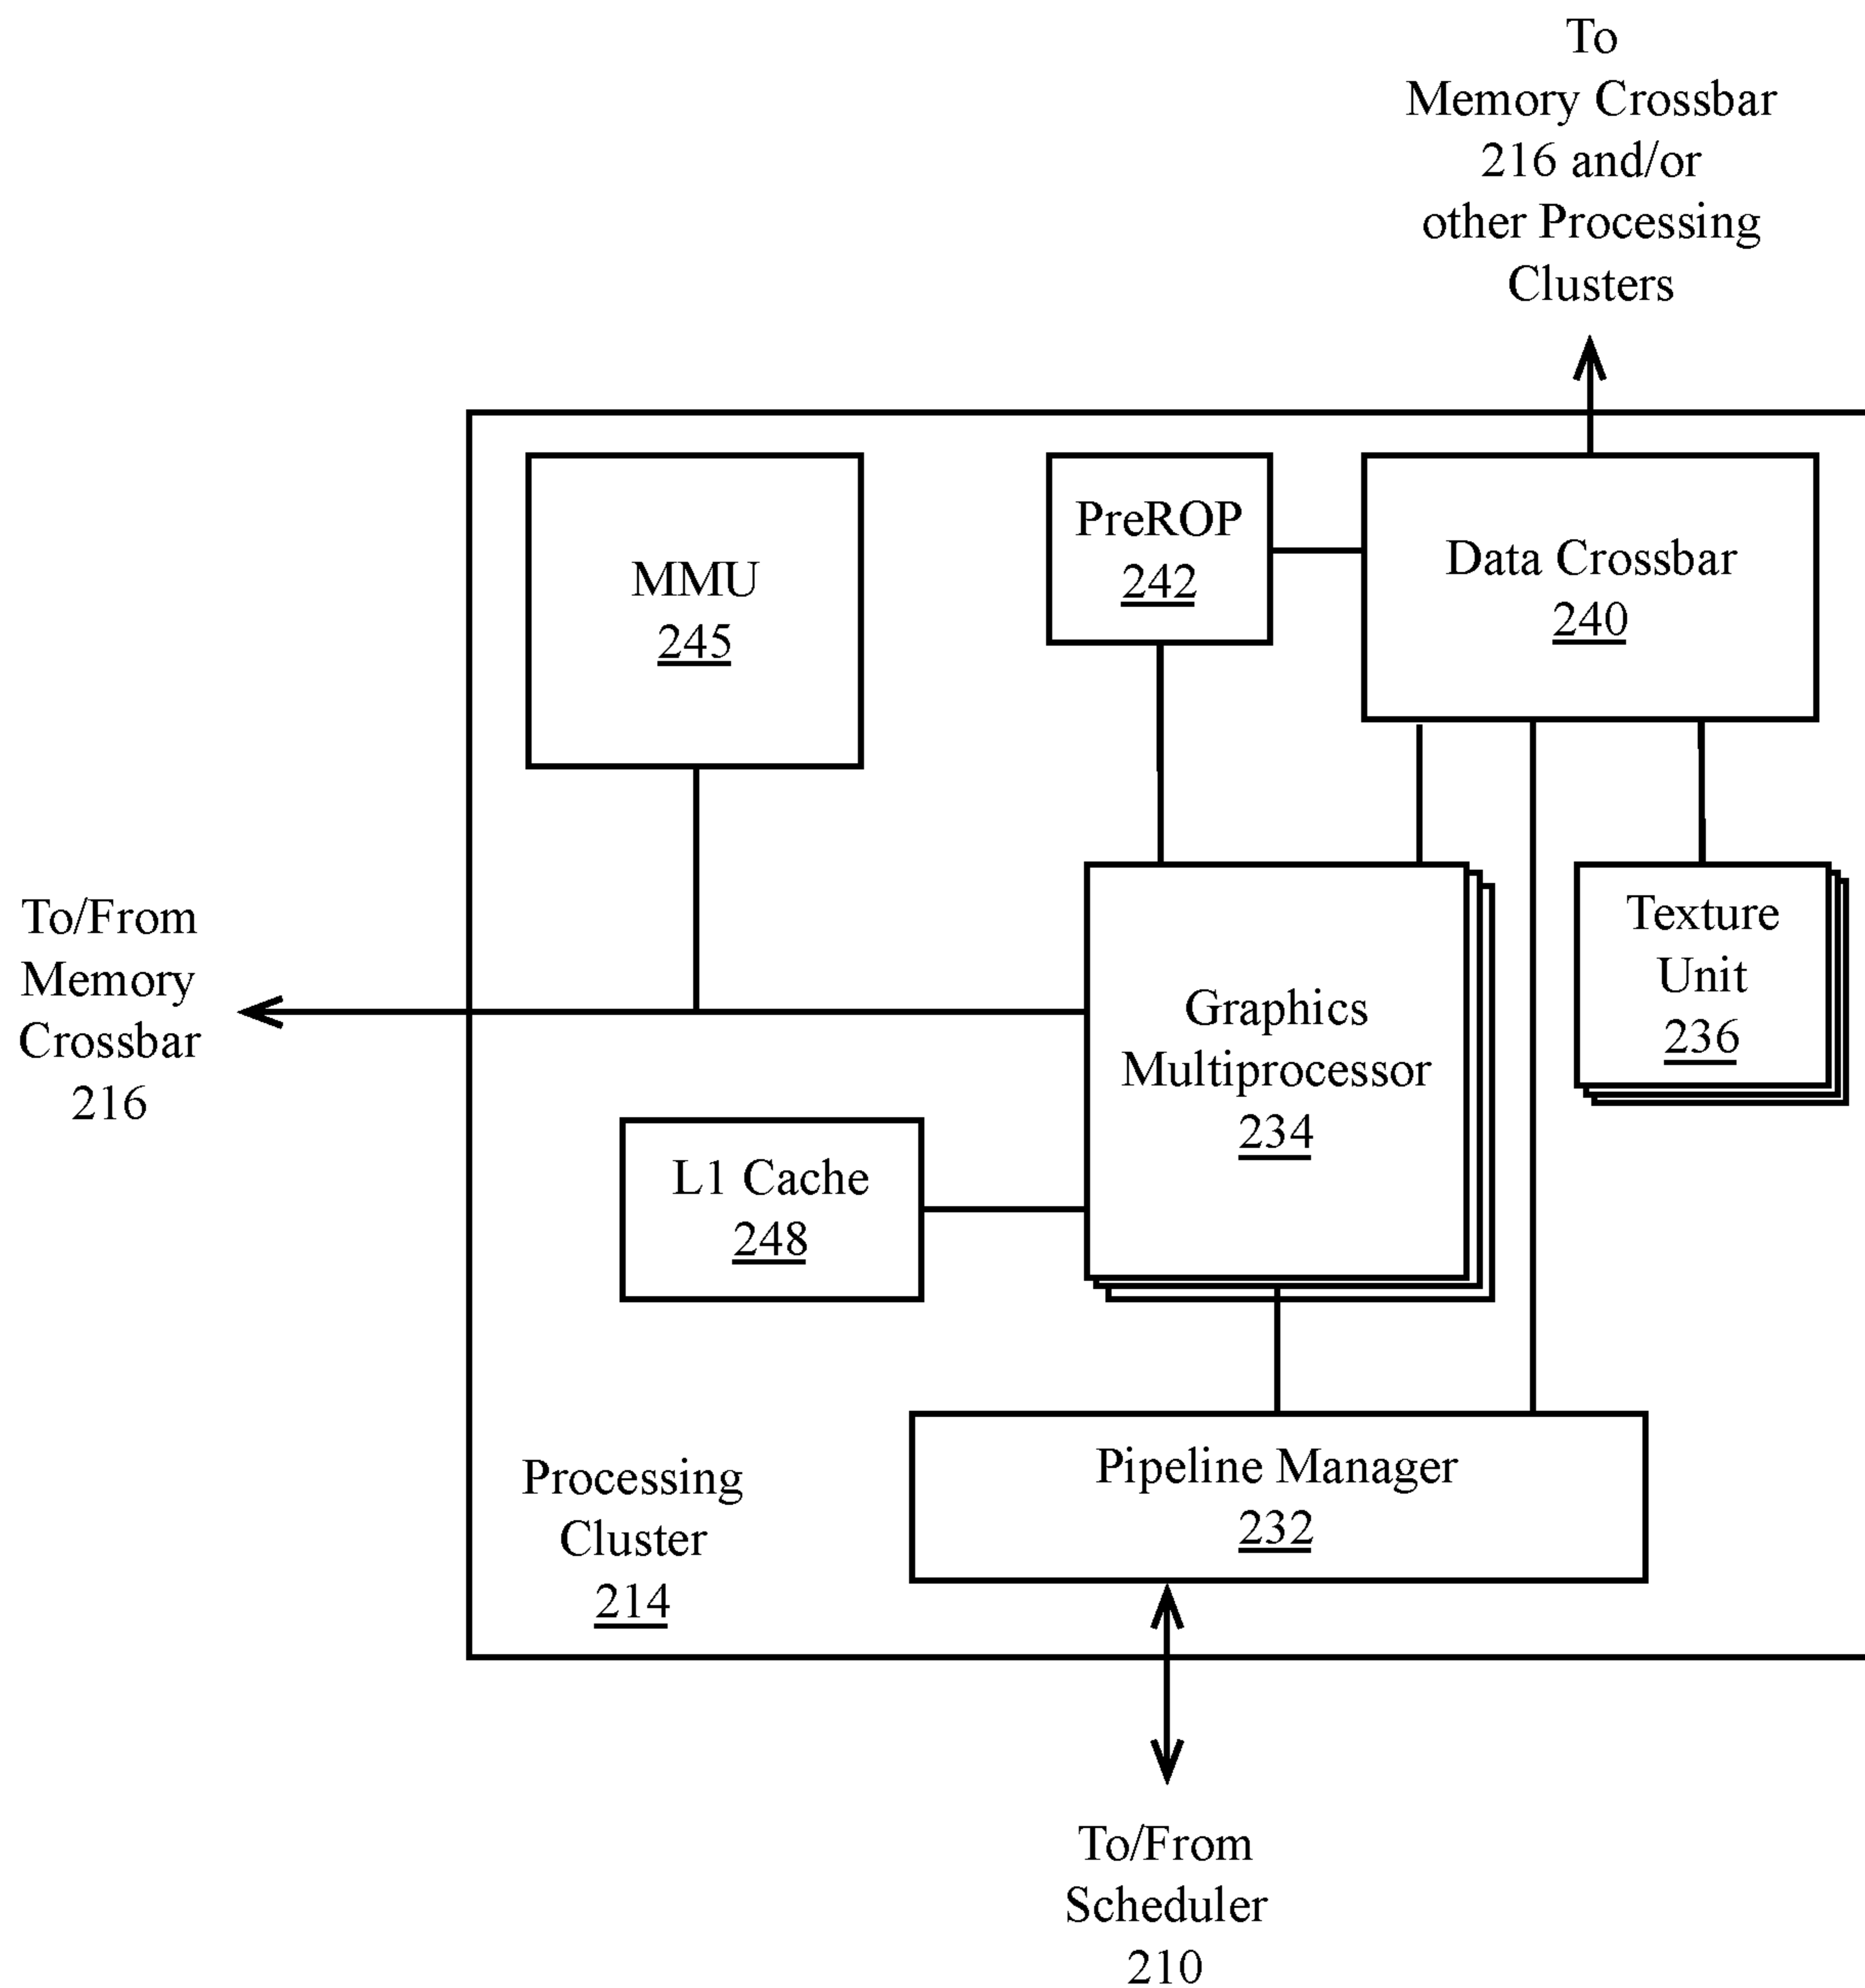 To
Memory Crossbar
216 and/or
other Processing
Clusters
MMU
245
PreROP
242
Data Crossbar
240
To/From
Memory
Crossbar
216
Graphics
Multiprocessor
234
Texture
Unit
236
L1 Cache
248
Processing
Cluster
214
Pipeline Manager
232
To/From
Scheduler
210